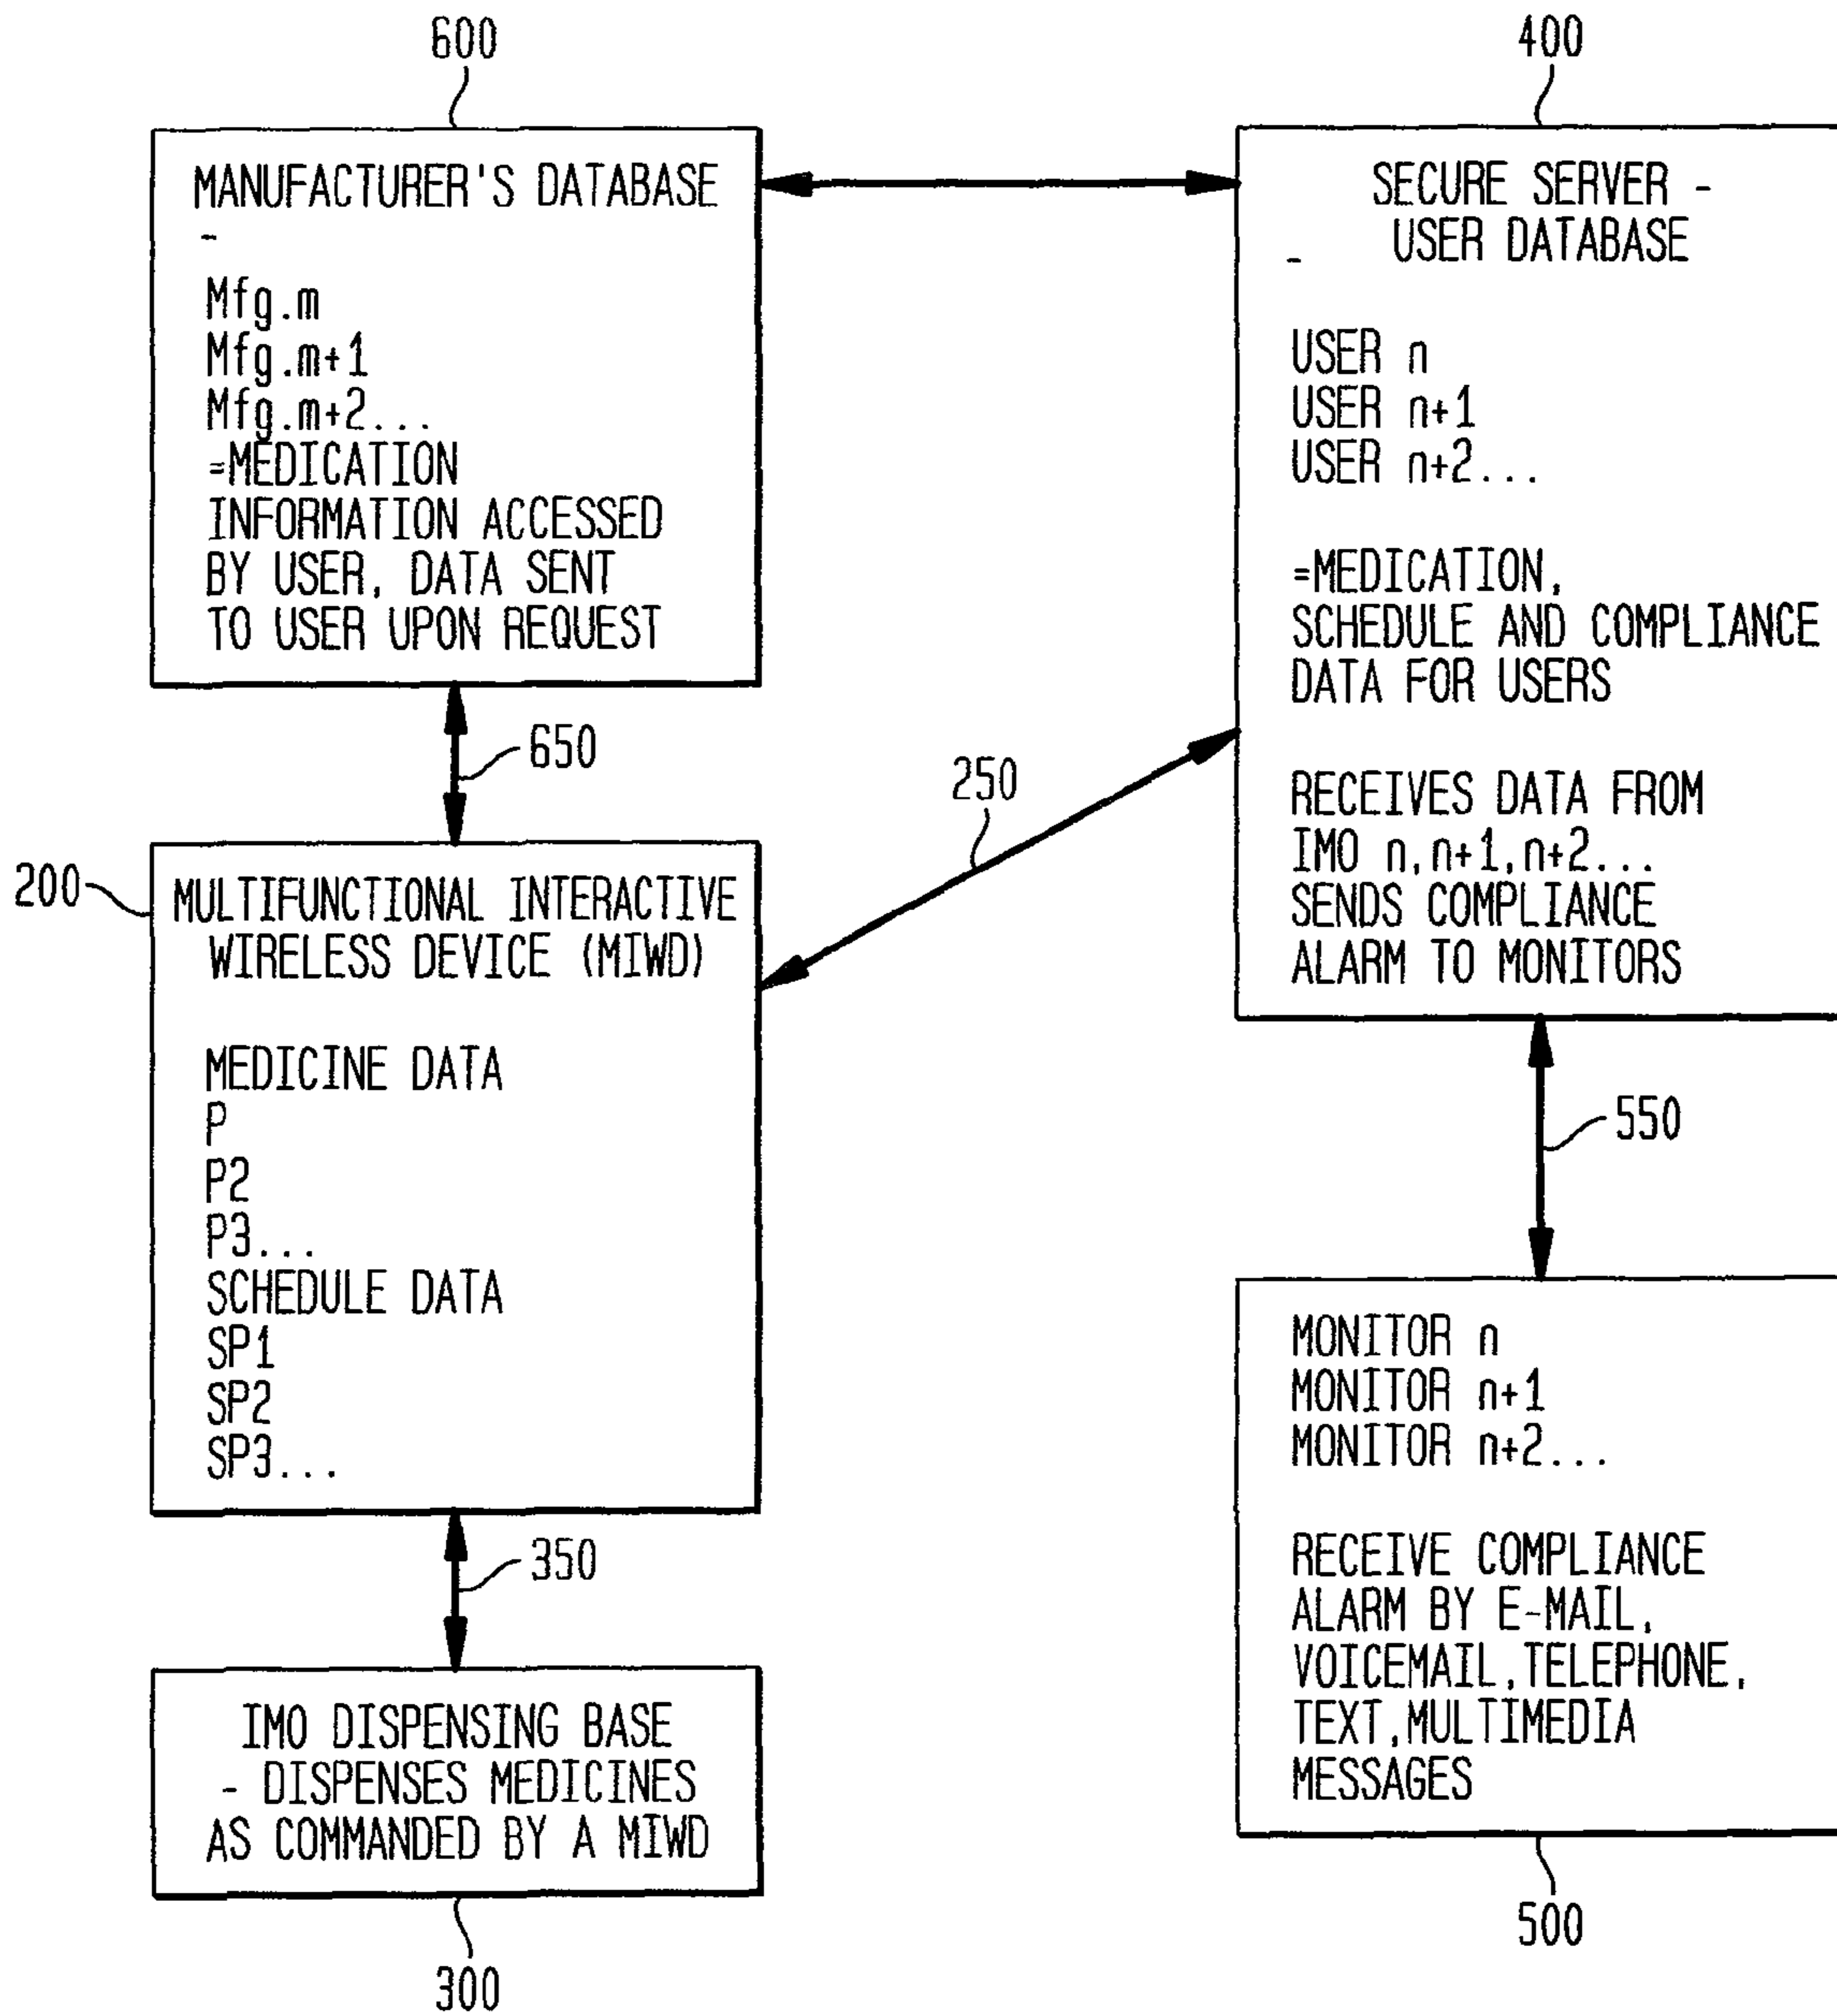 600
MANUFACTURER'S DATABASE
-
Mfg.m
Mfg.m+1
Mfg.m+2...
=MEDICATION
INFORMATION ACCESSED
BY USER, DATA SENT
TO USER UPON REQUEST
400
SECURE SERVER -
USER DATABASE
-
USER n
USER n+1
USER n+2...
=MEDICATION,
SCHEDULE AND COMPLIANCE
DATA FOR USERS
RECEIVES DATA FROM
IMO n,n+1,n+2...
SENDS COMPLIANCE
ALARM TO MONITORS
650
250
200
MULTIFUNCTIONAL INTERACTIVE
WIRELESS DEVICE (MIWD)
MEDICINE DATA
P
P2
P3...
SCHEDULE DATA
SP1
SP2
SP3...
550
350
MONITOR n
MONITOR n+1
MONITOR n+2...
RECEIVE COMPLIANCE
ALARM BY E-MAIL,
VOICEMAIL,TELEPHONE,
TEXT,MULTIMEDIA
MESSAGES
500
IMO DISPENSING BASE
- DISPENSES MEDICINES
AS COMMANDED BY A MIWD
300